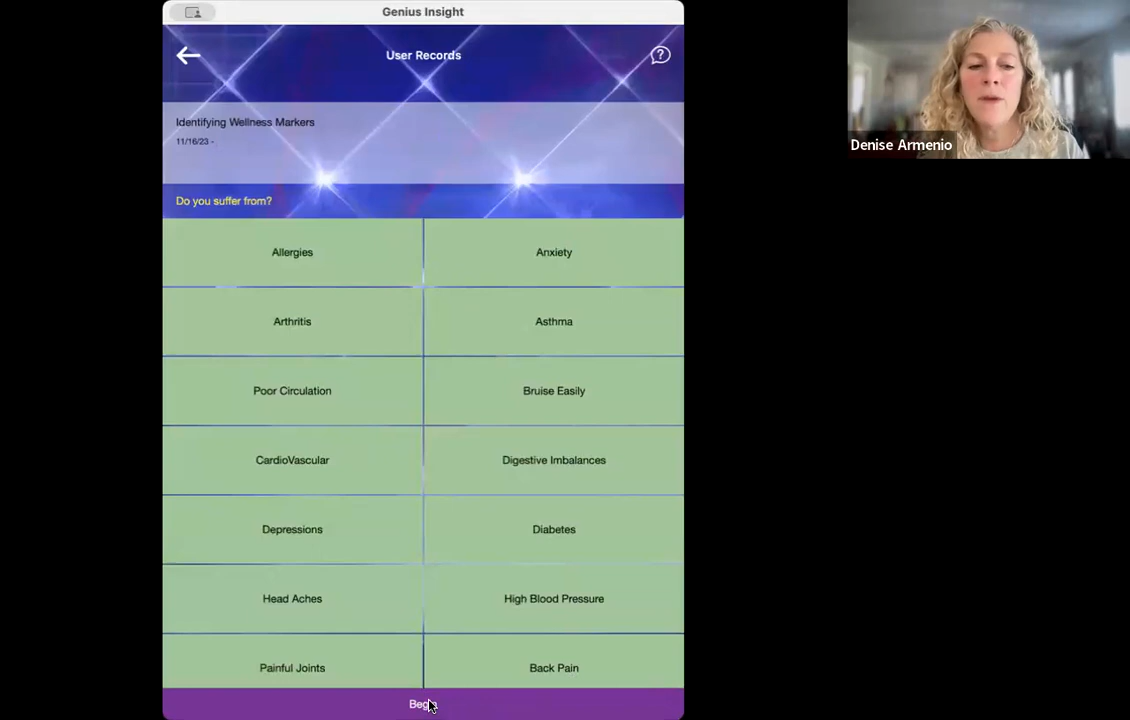 Genius Insight
User Records
Identifying Wellness Markers
11/16/23 -
Do you suffer from?
Allergies
Anxiety
Arthritis
Asthma
Poor Circulation
Bruise Easily
CardioVascular
Digestive Imbalances
Depressions
Diabetes
Head Aches
High Blood Pressure
Painful Joints
Back Pain
Denise Armenio